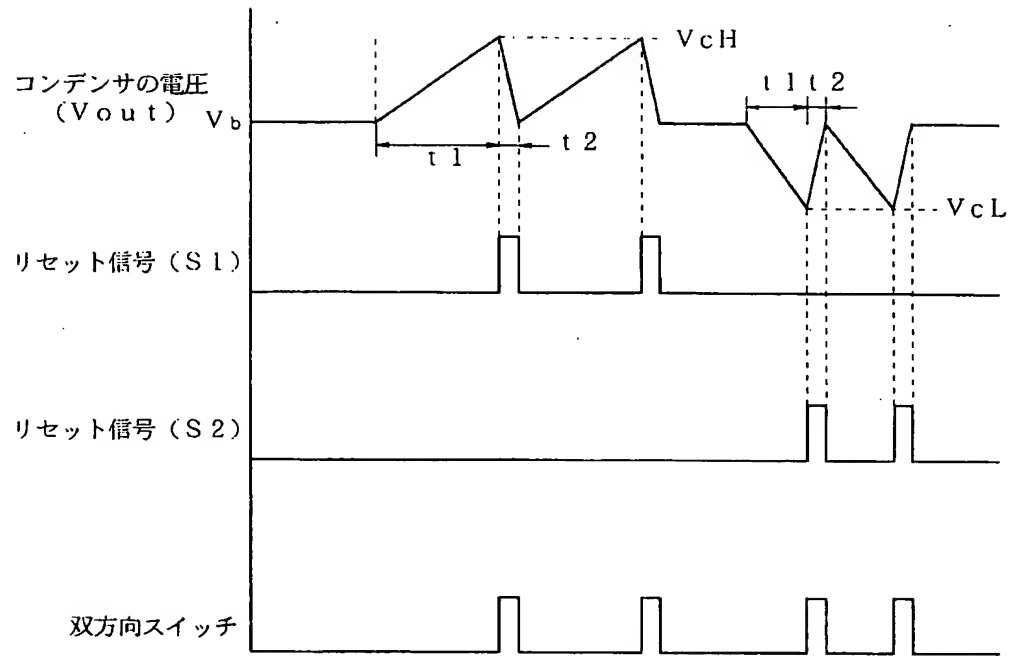 コンデンサの電圧
(Vout)
Vb
VcH
t1
t2
t1
t2
VcL
リセット信号(S1)
リセット信号(S2)
双方向スイッチ